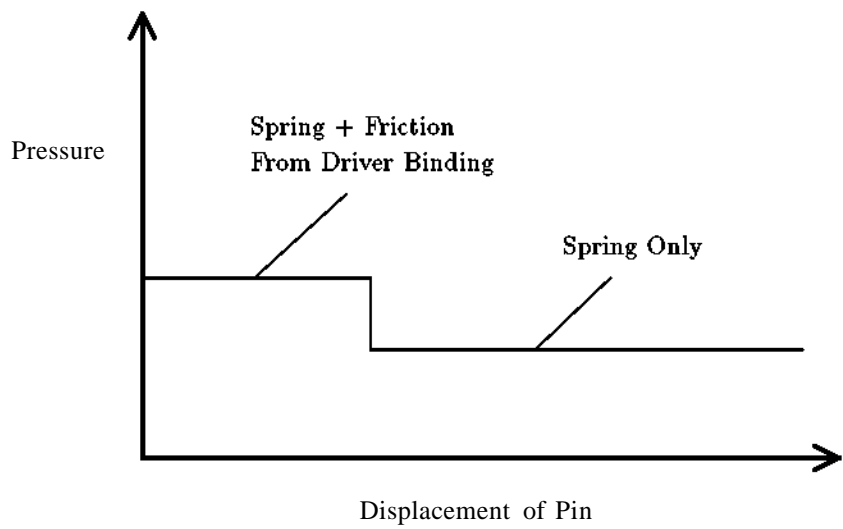 Spring + Friction
From Driver Binding
Pressure
Spring Only
Displacement of Pin